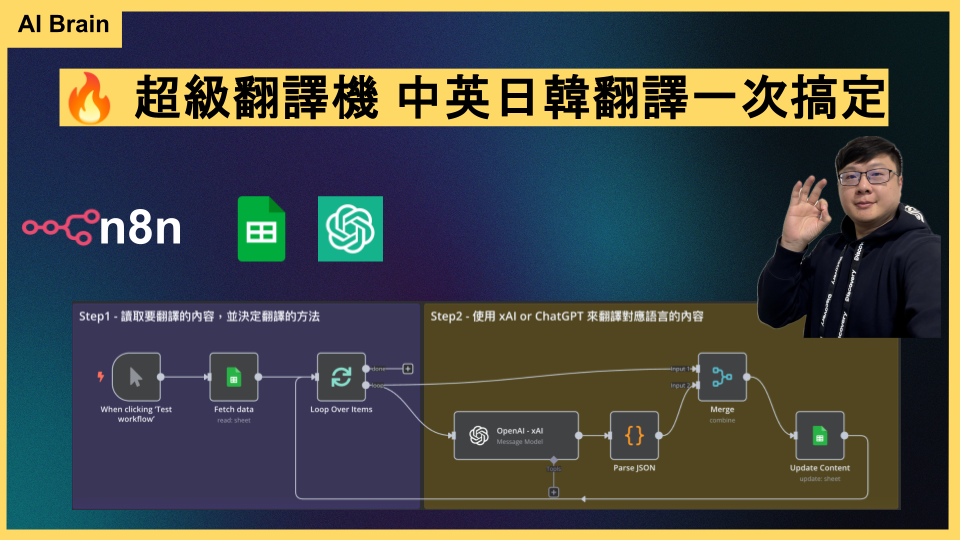 AI Brain
🔥 超級翻譯機 中英日韓翻譯一次搞定
n8n
Step1 - 讀取要翻譯的內容，並決定翻譯的方法
Step2 - 使用 xAI or ChatGPT 來翻譯對應語言的內容
When clicking 'Test
workflow'
Fetch data
read: sheet
done
loop
Loop Over Items
OpenAI - xAI
Message Model
Tools
{}
Parse JSON
Input 1
Input 2
Merge
combine
Update Content
update: sheet
discovery
discovery